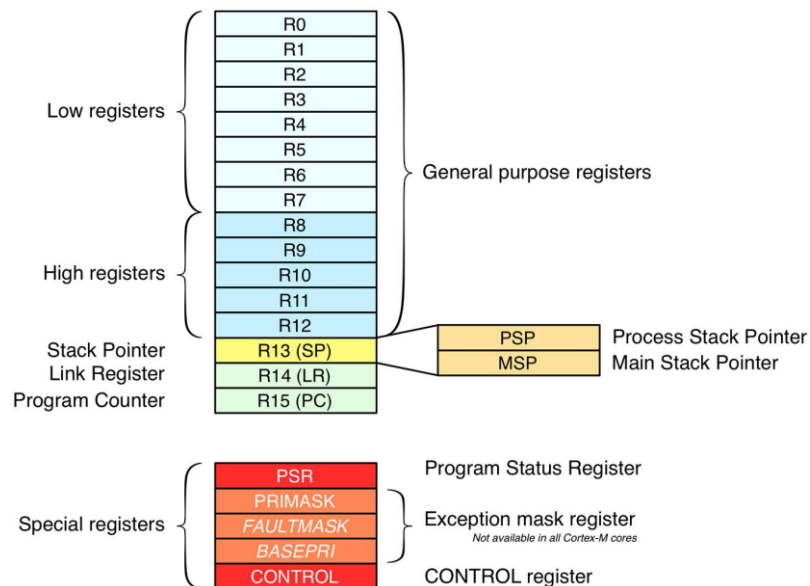 R0
R1
R2
Low registers
R3
R4
R5
R6
General purpose registers
R7
R8
R9
High registers
R10
R11
R12
Stack Pointer
R13 (SP)
PSP
Process Stack Pointer
Link Register
R14 (LR)
MSP
Main Stack Pointer
Program Counter
R15 (PC)
PSR
Program Status Register
PRIMASK
Special registers
FAULTMASK
Exception mask register
Not available in all Cortex-M cores
BASEPRI
CONTROL
CONTROL register